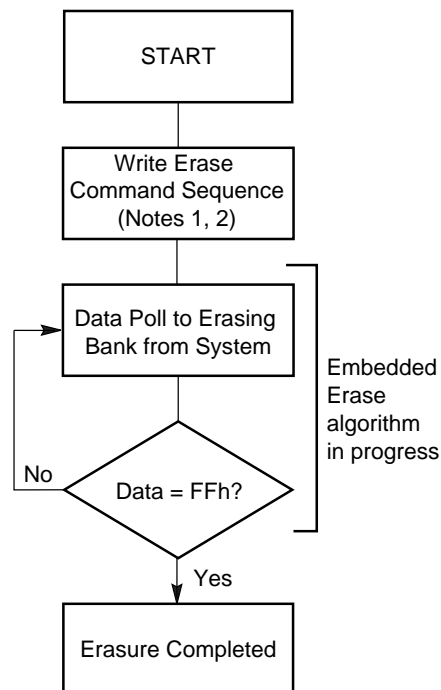 START
Write Erase
Command Sequence
(Notes 1, 2)
Data Poll to Erasing
Bank from System
Embedded
Erase
algorithm
in progress
No
Data = FFh?
Yes
Erasure Completed